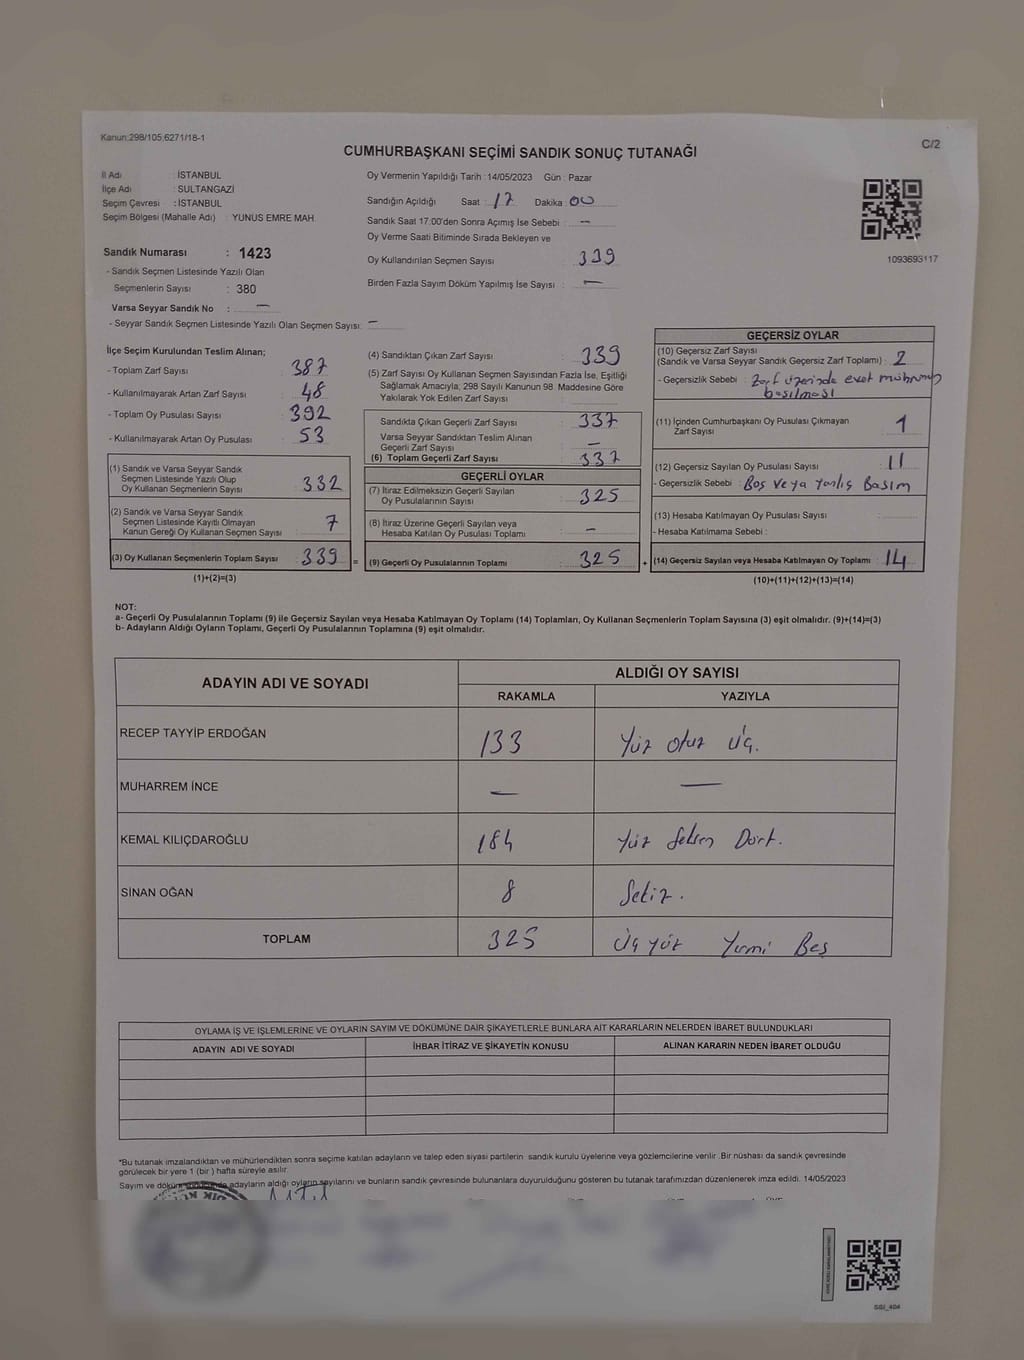 Kanun:298/105,6271/18-1
C/2
CUMHURBAŞKANI SEÇİMİ SANDIK SONUÇ TUTANAĞI
İl Adı : İSTANBUL
İlçe Adı : SULTANGAZİ
Seçim Çevresi : İSTANBUL
Seçim Bölgesi (Mahalle Adı) : YUNUS EMRE MAH.
Sandık Numarası : 1423
- Sandık Seçmen Listesinde Yazılı Olan
Seçmenlerin Sayısı : 380
Varsa Seyyar Sandık No : —
- Seyyar Sandık Seçmen Listesinde Yazılı Olan Seçmen Sayısı: —
Oy Vermenin Yapıldığı Tarih : 14/05/2023 Gün : Pazar
Sandığın Açıldığı Saat : 17 Dakika : 00
Sandık Saat 17:00'den Sonra Açımış İse Sebebi : —
Oy Verme Saati Bitiminde Sırada Bekleyen ve
Oy Kullandırılan Seçmen Sayısı : 339
Birden Fazla Sayım Döküm Yapılmış İse Sayısı : —
1093693117
İlçe Seçim Kurulundan Teslim Alınan;
- Toplam Zarf Sayısı : 387
- Kullanılmayarak Artan Zarf Sayısı : 48
- Toplam Oy Pusulası Sayısı : 392
- Kullanılmayarak Artan Oy Pusulası : 53
(1) Sandık ve Varsa Seyyar Sandık
Seçmen Listesinde Yazılı Olup
Oy Kullanan Seçmenlerin Sayısı : 332
(2) Sandık ve Varsa Seyyar Sandık
Seçmen Listesinde Kayıtlı Olmayan
Kanun Gereği Oy Kullanan Seçmen Sayısı : 7
(3) Oy Kullanan Seçmenlerin Toplam Sayısı : 339 =
(1)+(2)=(3)
(4) Sandıktan Çıkan Zarf Sayısı : 339
(5) Zarf Sayısı Oy Kullanan Seçmen Sayısından Fazla İse, Eşitliği
Sağlamak Amacıyla, 298 Sayılı Kanunun 98. Maddesine Göre
Yakılarak Yok Edilen Zarf Sayısı :
Sandıkta Çıkan Geçerli Zarf Sayısı : 337
Varsa Seyyar Sandıktan Teslim Alınan
Geçerli Zarf Sayısı : —
(6) Toplam Geçerli Zarf Sayısı : 337
GEÇERLİ OYLAR
(7) İtiraz Edilmeksizin Geçerli Sayılan
Oy Pusulalarının Sayısı : 325
(8) İtiraz Üzerine Geçerli Sayılan veya
Hesaba Katılan Oy Pusulası Toplamı : —
(9) Geçerli Oy Pusulalarının Toplamı : 325 +
GEÇERSİZ OYLAR
(10) Geçersiz Zarf Sayısı
(Sandık ve Varsa Seyyar Sandık Geçersiz Zarf Toplamı) : 2
- Geçersizlik Sebebi : Zarf üzerinde evet mührünün
basılması
(11) İçinden Cumhurbaşkanı Oy Pusulası Çıkmayan
Zarf Sayısı : 1
(12) Geçersiz Sayılan Oy Pusulası Sayısı : 11
- Geçersizlik Sebebi : Boş veya yanlış Basım
(13) Hesaba Katılmayan Oy Pusulası Sayısı :
- Hesaba Katılmama Sebebi :
(14) Geçersiz Sayılan veya Hesaba Katılmayan Oy Toplamı : 14
(10)+(11)+(12)+(13)=(14)
NOT:
a- Geçerli Oy Pusulalarının Toplamı (9) ile Geçersiz Sayılan veya Hesaba Katılmayan Oy Toplamı (14) Toplamları, Oy Kullanan Seçmenlerin Toplam Sayısına (3) eşit olmalıdır. (9)+(14)=(3)
b- Adayların Aldığı Oyların Toplamı, Geçerli Oy Pusulalarının Toplamına (9) eşit olmalıdır.
ADAYIN ADI VE SOYADI
ALDIĞI OY SAYISI
RAKAMLA YAZIYLA
RECEP TAYYİP ERDOĞAN 133 Yüz otuz Üç.
MUHARREM İNCE — —
KEMAL KILIÇDAROĞLU 184 Yüz Seksen Dört.
SİNAN OĞAN 8 Sekiz.
TOPLAM 325 Üç yüz Yirmi Beş
OYLAMA İŞ VE İŞLEMLERİNE VE OYLARIN SAYIM VE DÖKÜMÜNE DAİR ŞİKAYETLERLE BUNLARA AİT KARARLARIN NELERDEN İBARET BULUNDUKLARI
ADAYIN ADI VE SOYADI İHBAR İTİRAZ VE ŞİKAYETİN KONUSU ALINAN KARARIN NEDEN İBARET OLDUĞU
*Bu tutanak imzalandıktan ve mühürlendikten sonra seçime katılan adayların ve talep eden siyasi partilerin sandık kurulu üyelerine veya gözlemcilerine verilir .Bir nüshası da sandık çevresinde
görülecek bir yere 1 (bir ) hafta süreyle asılır.
Sayım ve döküm sonucunda adayların aldığı oyların sayılarını ve bunların sandık çevresinde bulunanlara duyurulduğunu gösteren bu tutanak tarafımızdan düzenlenerek imza edildi. 14/05/2023